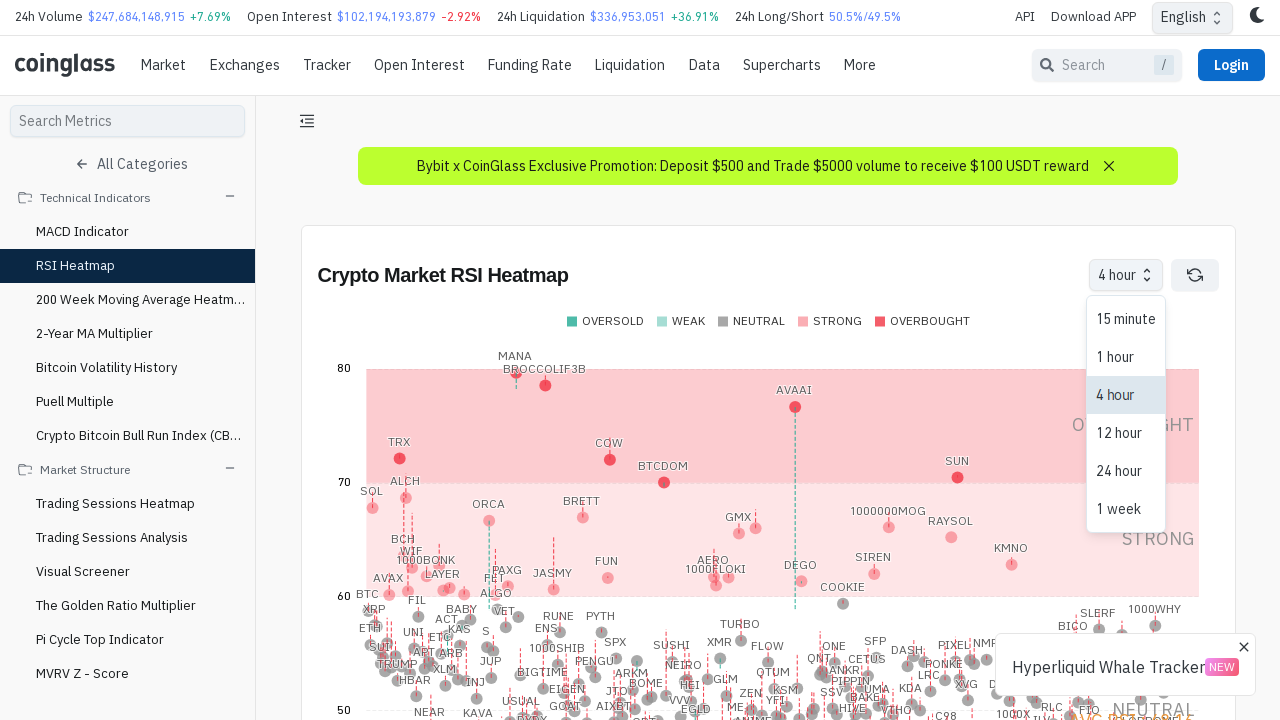 24h Volume $247,684,148,915 +7.69% Open Interest $102,194,193,879 -2.92% 24h Liquidation $336,953,051 +36.91% 24h Long/Short 50.5%/49.5% API Download APP English
coinglass Market Exchanges Tracker Open Interest Funding Rate Liquidation Data Supercharts More Search / Login
Search Metrics
All Categories
Technical Indicators
MACD Indicator
RSI Heatmap
200 Week Moving Average Heatm...
2-Year MA Multiplier
Bitcoin Volatility History
Puell Multiple
Crypto Bitcoin Bull Run Index (CB...
Market Structure
Trading Sessions Heatmap
Trading Sessions Analysis
Visual Screener
The Golden Ratio Multiplier
Pi Cycle Top Indicator
MVRV Z - Score
Bybit x CoinGlass Exclusive Promotion: Deposit $500 and Trade $5000 volume to receive $100 USDT reward
Crypto Market RSI Heatmap
4 hour
15 minute
1 hour
4 hour
12 hour
24 hour
1 week
OVERSOLD WEAK NEUTRAL STRONG OVERBOUGHT
80
MANA
BROCCOLIF3B
AVAAI
TRX
COW
BTCDOM
SUN
70
SOL
ALCH
ORCA
BRETT
GMX
1000000MOG
RAYSOL
STRONG
BCH
WIF
1000BONK
KMNO
AVAX
LAYER
FET
PAXG
JASMY
FUN
AERO
1000FLOKI
DEGO
SIREN
COOKIE
60
BTC
XRP
ETH
FIL
ALGO
BABY
VET
RUNE
PYTH
TURBO
SLBRF
1000WHY
BICO
SUI
UNI
ACT
KAS
ETC
APT
ARB
S
ENS
1000SHIB
SPX
SUSHI
XMR
FLOW
ONE
SFP
DASH
PIXEL
TRUMP
XLM
HBAR
INJ
JUP
BIGTIME
PENGU
ARKM
NEIRO
QTUM
QNT
CETUS
PONKE
LRC
XVG
NEAR
KAVA
USUAL
EIGEN
GOAT
BOME
GLM
ZEN
KSM
YFI
SSV
ANKR
PIPPIN
BAKE
HIVE
KDA
C98
1000X
NEUTRAL
50
Hyperliquid Whale Tracker NEW